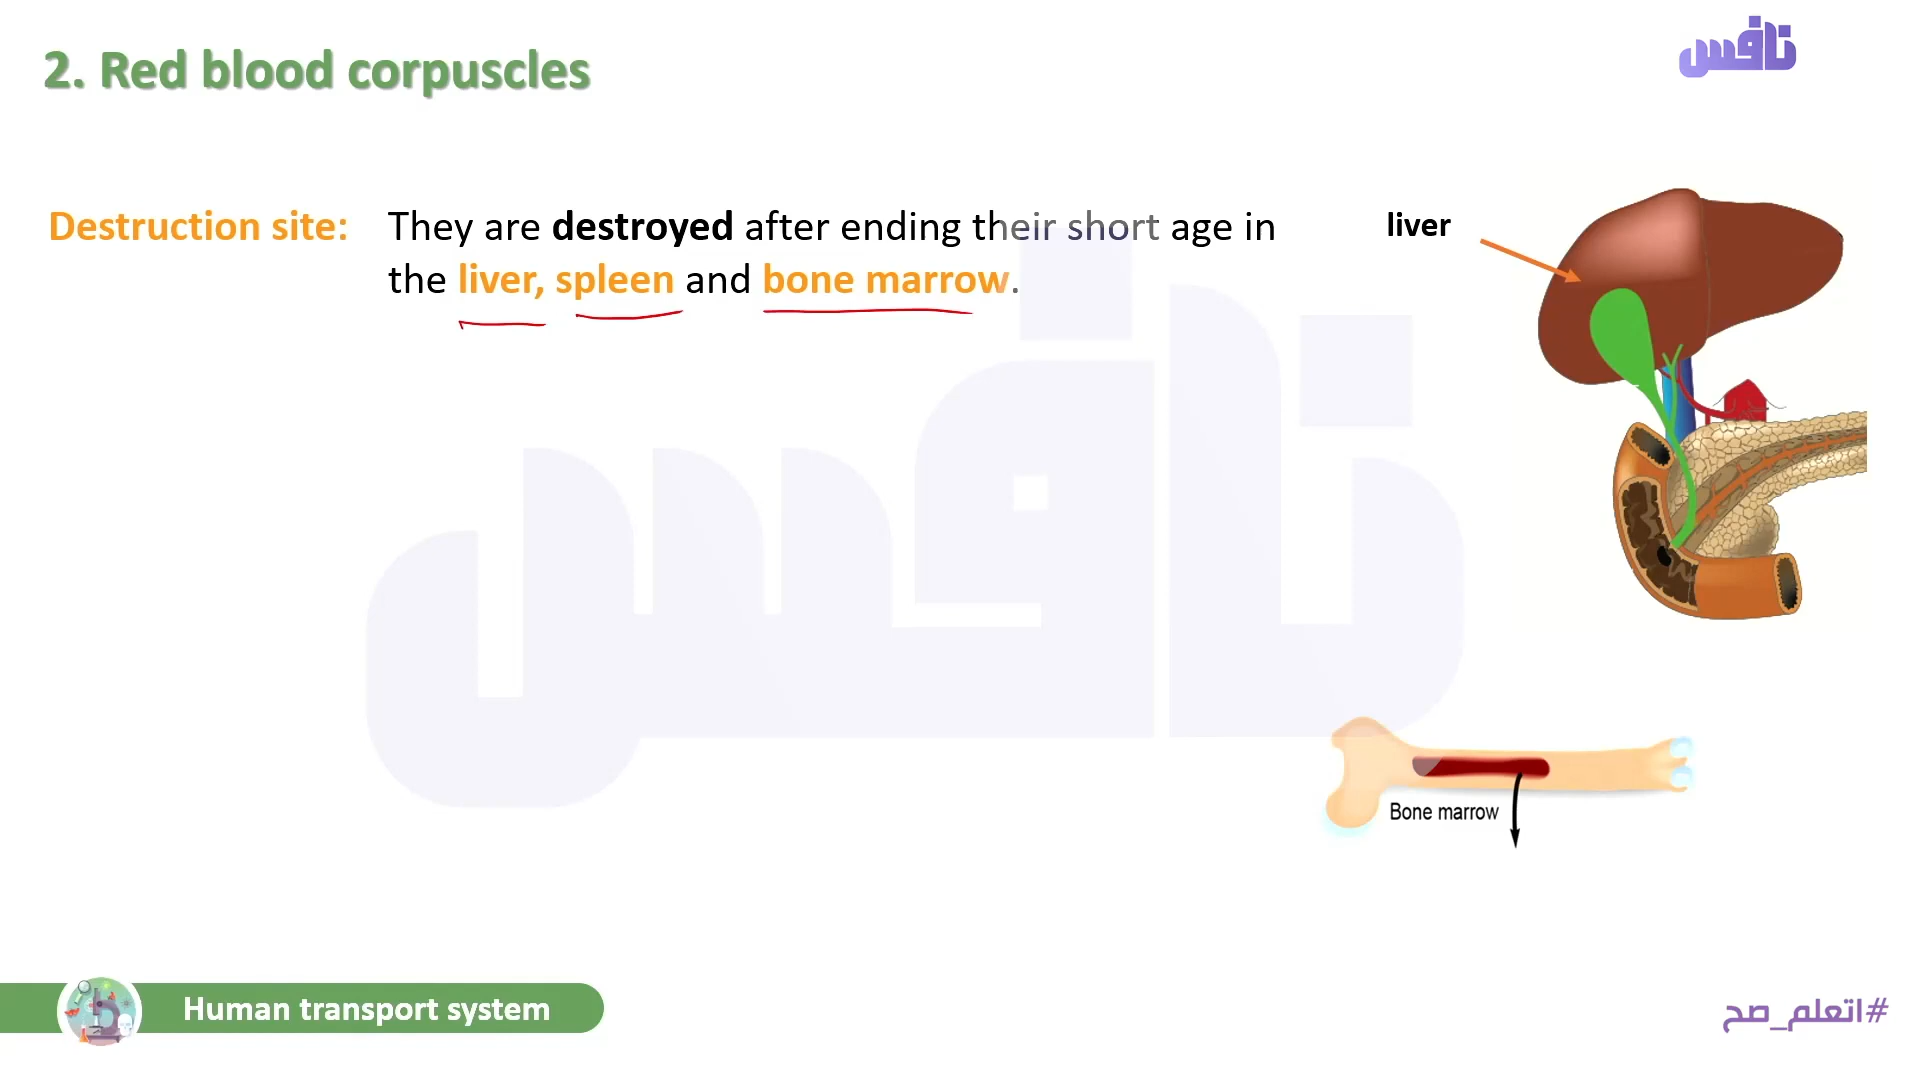 2. Red blood corpuscles
نافس
Destruction site: They are destroyed after ending their short age in
the liver, spleen and bone marrow.
liver
نافس
Bone marrow
Human transport system
#اتعلم_صح